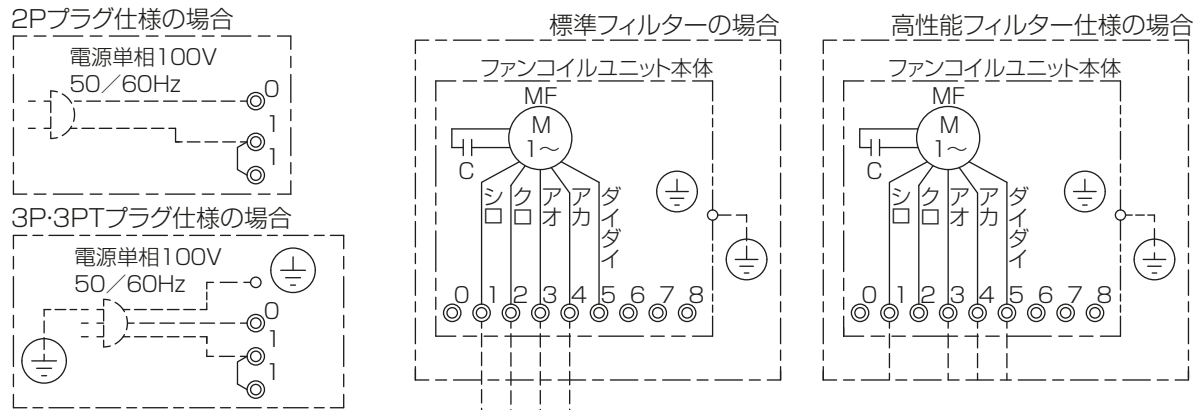 2Pプラグ仕様の場合
電源単相100V
50／60Hz
0
1
1
3P・3PTプラグ仕様の場合
電源単相100V
50／60Hz
0
1
1
標準フィルターの場合
ファンコイルユニット本体
MF
M
1～
C
シロ
クロ
アオ
アカ
ダイダイ
0 1 2 3 4 5 6 7 8
高性能フィルター仕様の場合
ファンコイルユニット本体
MF
M
1～
C
シロ
クロ
アオ
アカ
ダイダイ
0 1 2 3 4 5 6 7 8